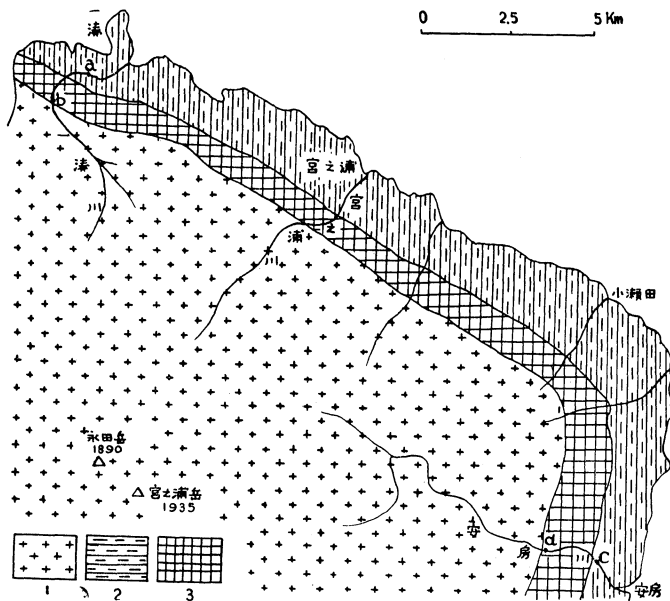 一湊
0 2.5 5 Km
a
b
一湊川
宮之浦
宮之浦川
小瀬田
永田岳
1890
宮之浦岳
1935
安房川
d
c
安房
1 2 3